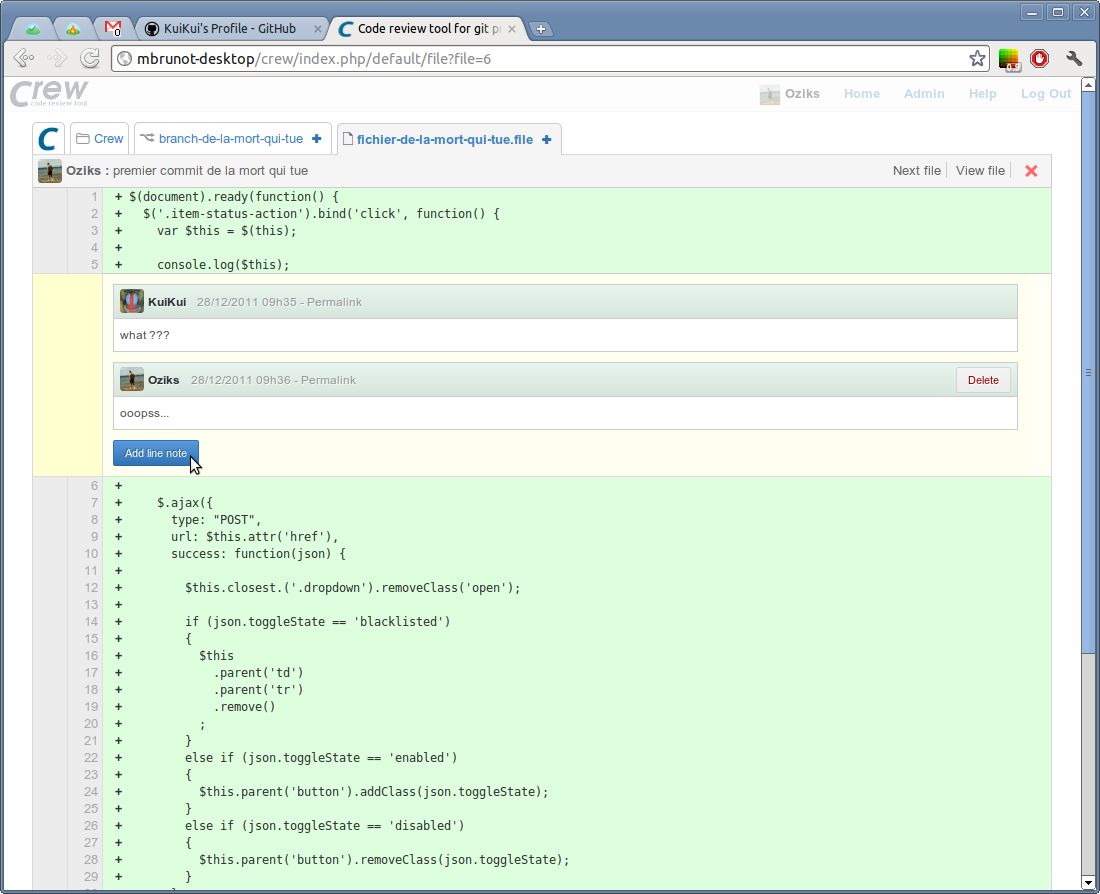 KuiKui's Profile - GitHub
Code review tool for git p
mbrunot-desktop/crew/index.php/default/file?file=6
0.3
crew
code review tool
Oziks Home Admin Help Log Out
C Crew branch-de-la-mort-qui-tue + fichier-de-la-mort-qui-tue.file +
Oziks : premier commit de la mort qui tue Next file View file
1 + $(document).ready(function() {
2 + $('.item-status-action').bind('click', function() {
3 + var $this = $(this);
4 +
5 + console.log($this);
KuiKui 28/12/2011 09h35 - Permalink
what ???
Oziks 28/12/2011 09h36 - Permalink Delete
ooopss...
Add line note
6 +
7 + $.ajax({
8 + type: "POST",
9 + url: $this.attr('href'),
10 + success: function(json) {
11 +
12 + $this.closest.('.dropdown').removeClass('open');
13 +
14 + if (json.toggleState == 'blacklisted')
15 + {
16 + $this
17 + .parent('td')
18 + .parent('tr')
19 + .remove()
20 + ;
21 + }
22 + else if (json.toggleState == 'enabled')
23 + {
24 + $this.parent('button').addClass(json.toggleState);
25 + }
26 + else if (json.toggleState == 'disabled')
27 + {
28 + $this.parent('button').removeClass(json.toggleState);
29 + }